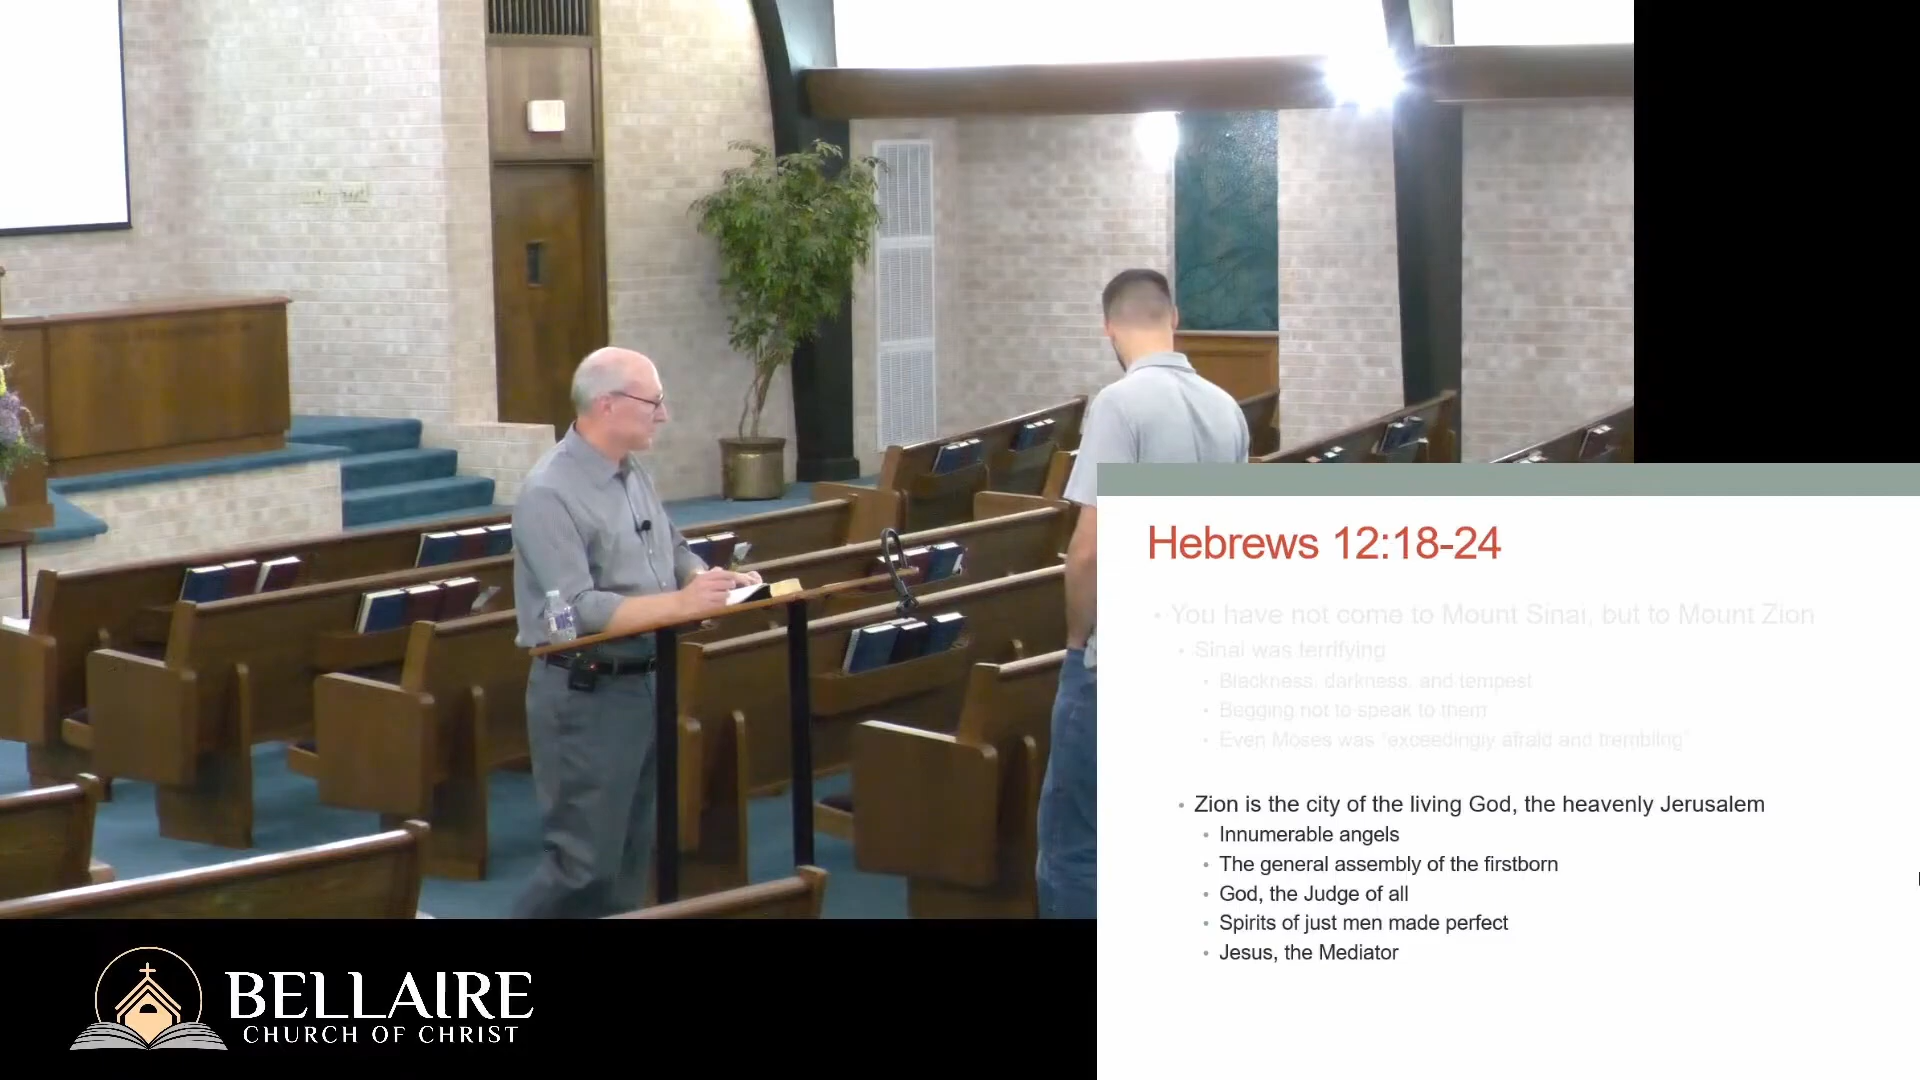 Hebrews 12:18-24
• You have not come to Mount Sinai, but to Mount Zion
• Sinai was terrifying
• Blackness, darkness, and tempest
• Begging not to speak to them
• Even Moses was "exceedingly afraid and trembling"
• Zion is the city of the living God, the heavenly Jerusalem
• Innumerable angels
• The general assembly of the firstborn
• God, the Judge of all
• Spirits of just men made perfect
• Jesus, the Mediator
BELLAIRE
CHURCH OF CHRIST